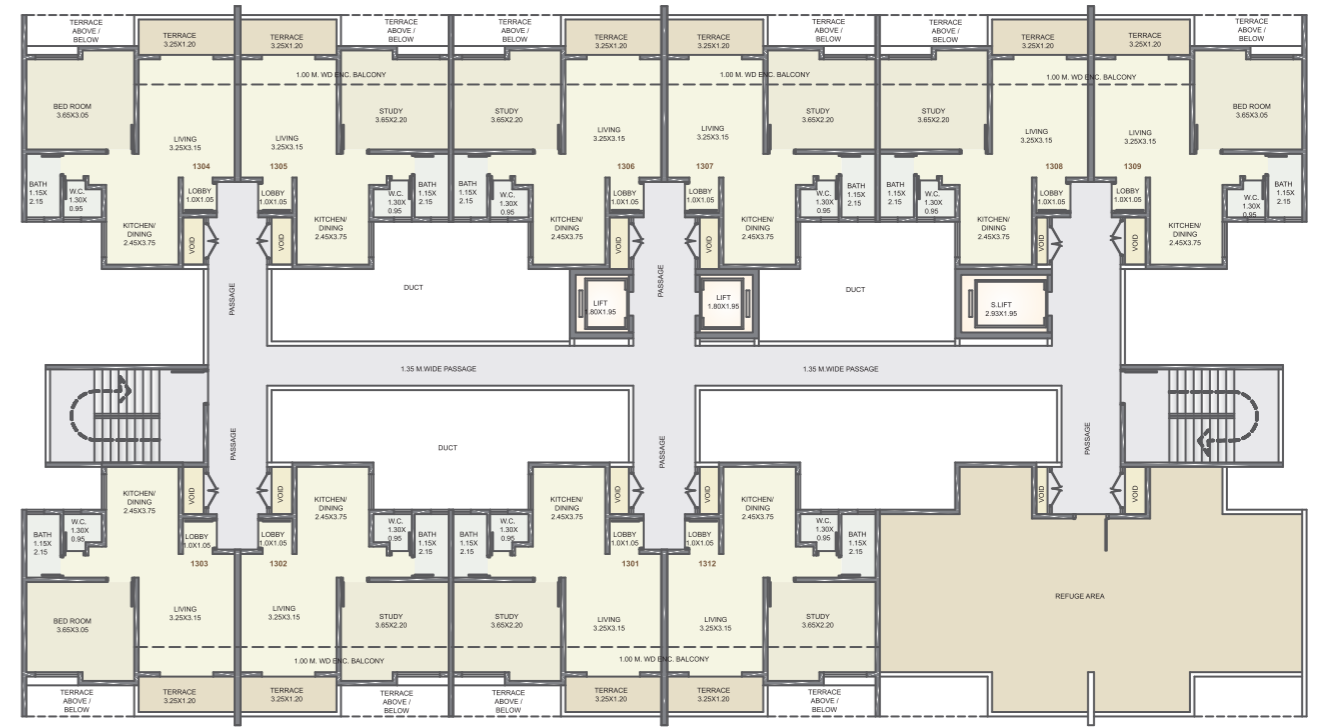 TERRACE
ABOVE /
BELOW
TERRACE
3.25X1.20
TERRACE
3.25X1.20
TERRACE
ABOVE /
BELOW
TERRACE
ABOVE /
BELOW
TERRACE
3.25X1.20
TERRACE
3.25X1.20
TERRACE
ABOVE /
BELOW
TERRACE
ABOVE /
BELOW
TERRACE
3.25X1.20
TERRACE
3.25X1.20
TERRACE
ABOVE /
BELOW
1.00 M. WD ENC. BALCONY
1.00 M. WD ENC. BALCONY
1.00 M. WD ENC. BALCONY
BED ROOM
3.65X3.05
LIVING
3.25X3.15
LIVING
3.25X3.15
STUDY
3.65X2.20
STUDY
3.65X2.20
LIVING
3.25X3.15
LIVING
3.25X3.15
STUDY
3.65X2.20
STUDY
3.65X2.20
LIVING
3.25X3.15
LIVING
3.25X3.15
BED ROOM
3.65X3.05
1304
1305
1306
1307
1308
1309
BATH
1.15X
2.15
W.C.
1.30X
0.95
LOBBY
1.0X1.05
LOBBY
1.0X1.05
W.C.
1.30X
0.95
BATH
1.15X
2.15
BATH
1.15X
2.15
W.C.
1.30X
0.95
LOBBY
1.0X1.05
LOBBY
1.0X1.05
W.C.
1.30X
0.95
BATH
1.15X
2.15
BATH
1.15X
2.15
W.C.
1.30X
0.95
LOBBY
1.0X1.05
LOBBY
1.0X1.05
W.C.
1.30X
0.95
BATH
1.15X
2.15
KITCHEN/
DINING
2.45X3.75
VOID
VOID
KITCHEN/
DINING
2.45X3.75
KITCHEN/
DINING
2.45X3.75
VOID
VOID
KITCHEN/
DINING
2.45X3.75
KITCHEN/
DINING
2.45X3.75
VOID
VOID
KITCHEN/
DINING
2.45X3.75
PASSAGE
DUCT
LIFT
1.80X1.95
PASSAGE
LIFT
1.80X1.95
DUCT
S.LIFT
2.93X1.95
PASSAGE
1.35 M.WIDE PASSAGE
1.35 M.WIDE PASSAGE
PASSAGE
DUCT
PASSAGE
PASSAGE
KITCHEN/
DINING
2.45X3.75
VOID
VOID
KITCHEN/
DINING
2.45X3.75
KITCHEN/
DINING
2.45X3.75
VOID
VOID
KITCHEN/
DINING
2.45X3.75
VOID
VOID
BATH
1.15X
2.15
W.C.
1.30X
0.95
LOBBY
1.0X1.05
LOBBY
1.0X1.05
W.C.
1.30X
0.95
BATH
1.15X
2.15
BATH
1.15X
2.15
W.C.
1.30X
0.95
LOBBY
1.0X1.05
LOBBY
1.0X1.05
W.C.
1.30X
0.95
BATH
1.15X
2.15
1303
1302
1301
1312
REFUGE AREA
BED ROOM
3.65X3.05
LIVING
3.25X3.15
LIVING
3.25X3.15
STUDY
3.65X2.20
STUDY
3.65X2.20
LIVING
3.25X3.15
LIVING
3.25X3.15
STUDY
3.65X2.20
1.00 M. WD ENC. BALCONY
1.00 M. WD ENC. BALCONY
TERRACE
ABOVE /
BELOW
TERRACE
3.25X1.20
TERRACE
3.25X1.20
TERRACE
ABOVE /
BELOW
TERRACE
ABOVE /
BELOW
TERRACE
3.25X1.20
TERRACE
3.25X1.20
TERRACE
ABOVE /
BELOW